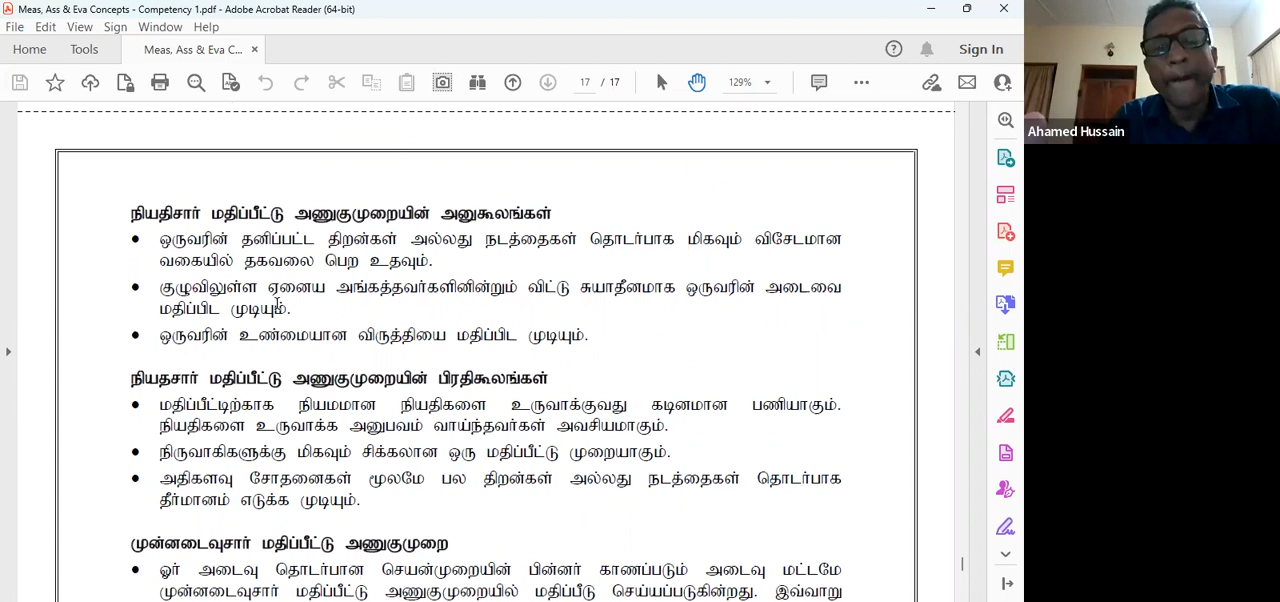 Meas, Ass & Eva Concepts - Competency 1.pdf - Adobe Acrobat Reader (64-bit)
File Edit View Sign Window Help
Home Tools Meas, Ass & Eva C... × Sign In
17 / 17 129%
Ahamed Hussain
நியதிசார் மதிப்பீட்டு அணுகுமுறையின் அனுகூலங்கள்
• ஒருவரின் தனிப்பட்ட திறன்கள் அல்லது நடத்தைகள் தொடர்பாக மிகவும் விசேடமான
வகையில் தகவலை பெற உதவும்.
• குழுவிலுள்ள ஏனைய அங்கத்தவர்களினின்றும் விட்டு சுயாதீனமாக ஒருவரின் அடைவை
மதிப்பிட முடியும்.
• ஒருவரின் உண்மையான விருத்தியை மதிப்பிட முடியும்.
நியதசார் மதிப்பீட்டு அணுகுமுறையின் பிரதிகூலங்கள்
• மதிப்பீட்டிற்காக நியமமான நியதிகளை உருவாக்குவது கடினமான பணியாகும்.
நியதிகளை உருவாக்க அனுபவம் வாய்ந்தவர்கள் அவசியமாகும்.
• நிருவாகிகளுக்கு மிகவும் சிக்கலான ஒரு மதிப்பீட்டு முறையாகும்.
• அதிகளவு சோதனைகள் மூலமே பல திறன்கள் அல்லது நடத்தைகள் தொடர்பாக
தீர்மானம் எடுக்க முடியும்.
முன்னடைவுசார் மதிப்பீட்டு அணுகுமுறை
• ஓர் அடைவு தொடர்பான செயன்முறையின் பின்னர் காணப்படும் அடைவு மட்டமே
முன்னடைவுசார் மதிப்பீட்டு அணுகுமுறையில் மதிப்பீடு செய்யப்படுகின்றது. இவ்வாறு